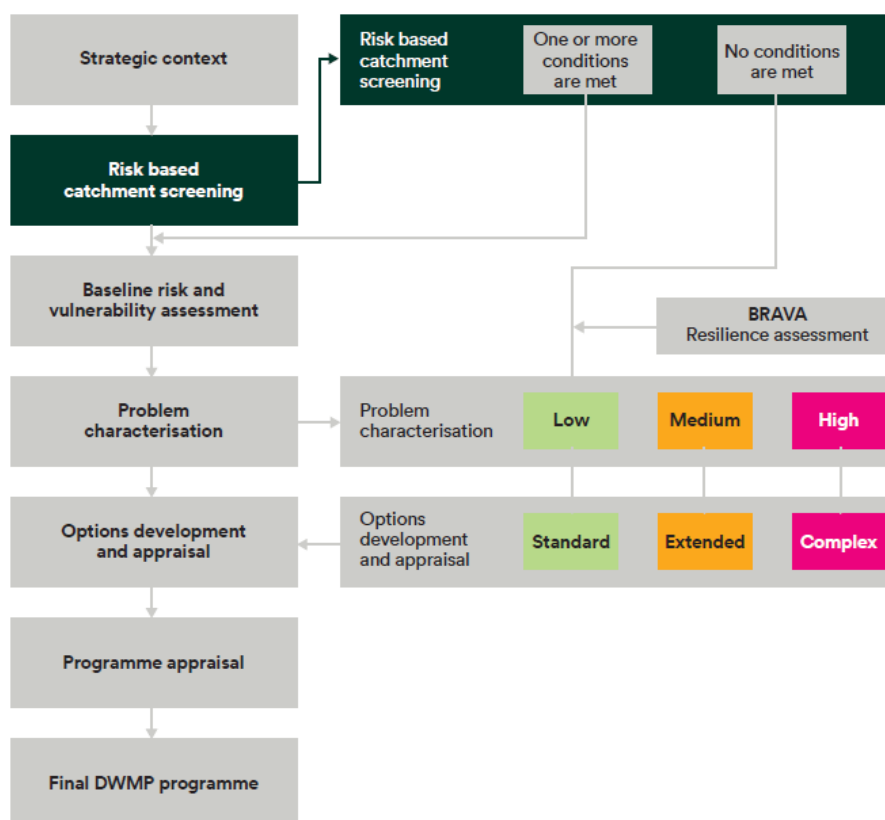 Strategic context
Risk based
catchment
screening
One or more
conditions
are met
No conditions
are met
Risk based
catchment screening
Baseline risk and
vulnerability assessment
BRAVA
Resilience assessment
Problem
characterisation
Problem
characterisation
Low
Medium
High
Options development
and appraisal
Options
development
and appraisal
Standard
Extended
Complex
Programme appraisal
Final DWMP programme